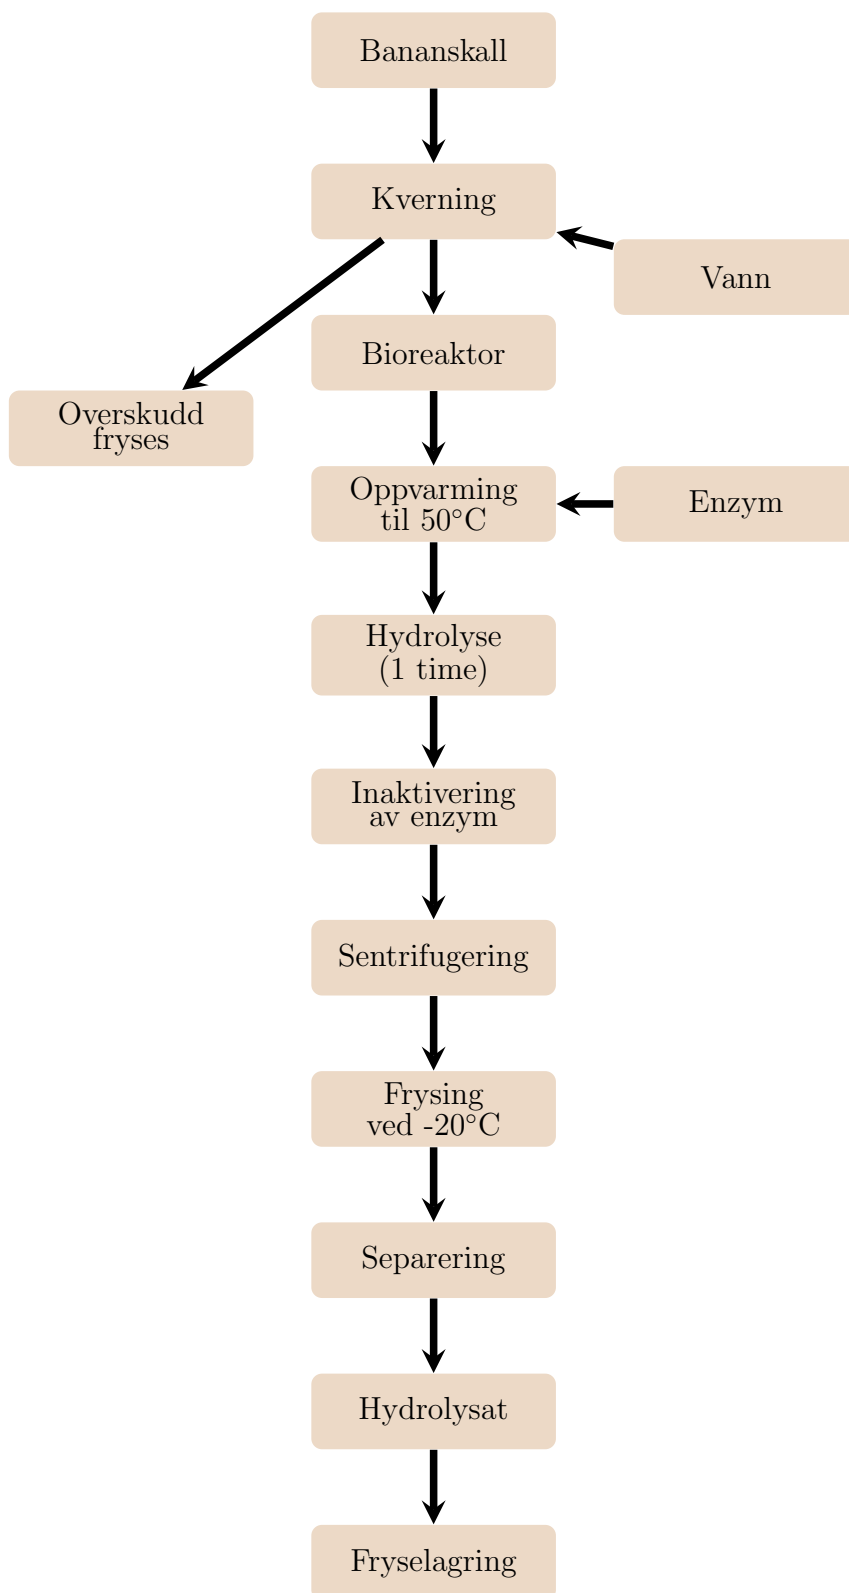 Bananskall
Kverning
Vann
Bioreaktor
Overskudd
fryses
Oppvarming
til 50°C
Enzym
Hydrolyse
(1 time)
Inaktivering
av enzym
Sentrifugering
Frysing
ved -20°C
Separering
Hydrolysat
Fryselagring